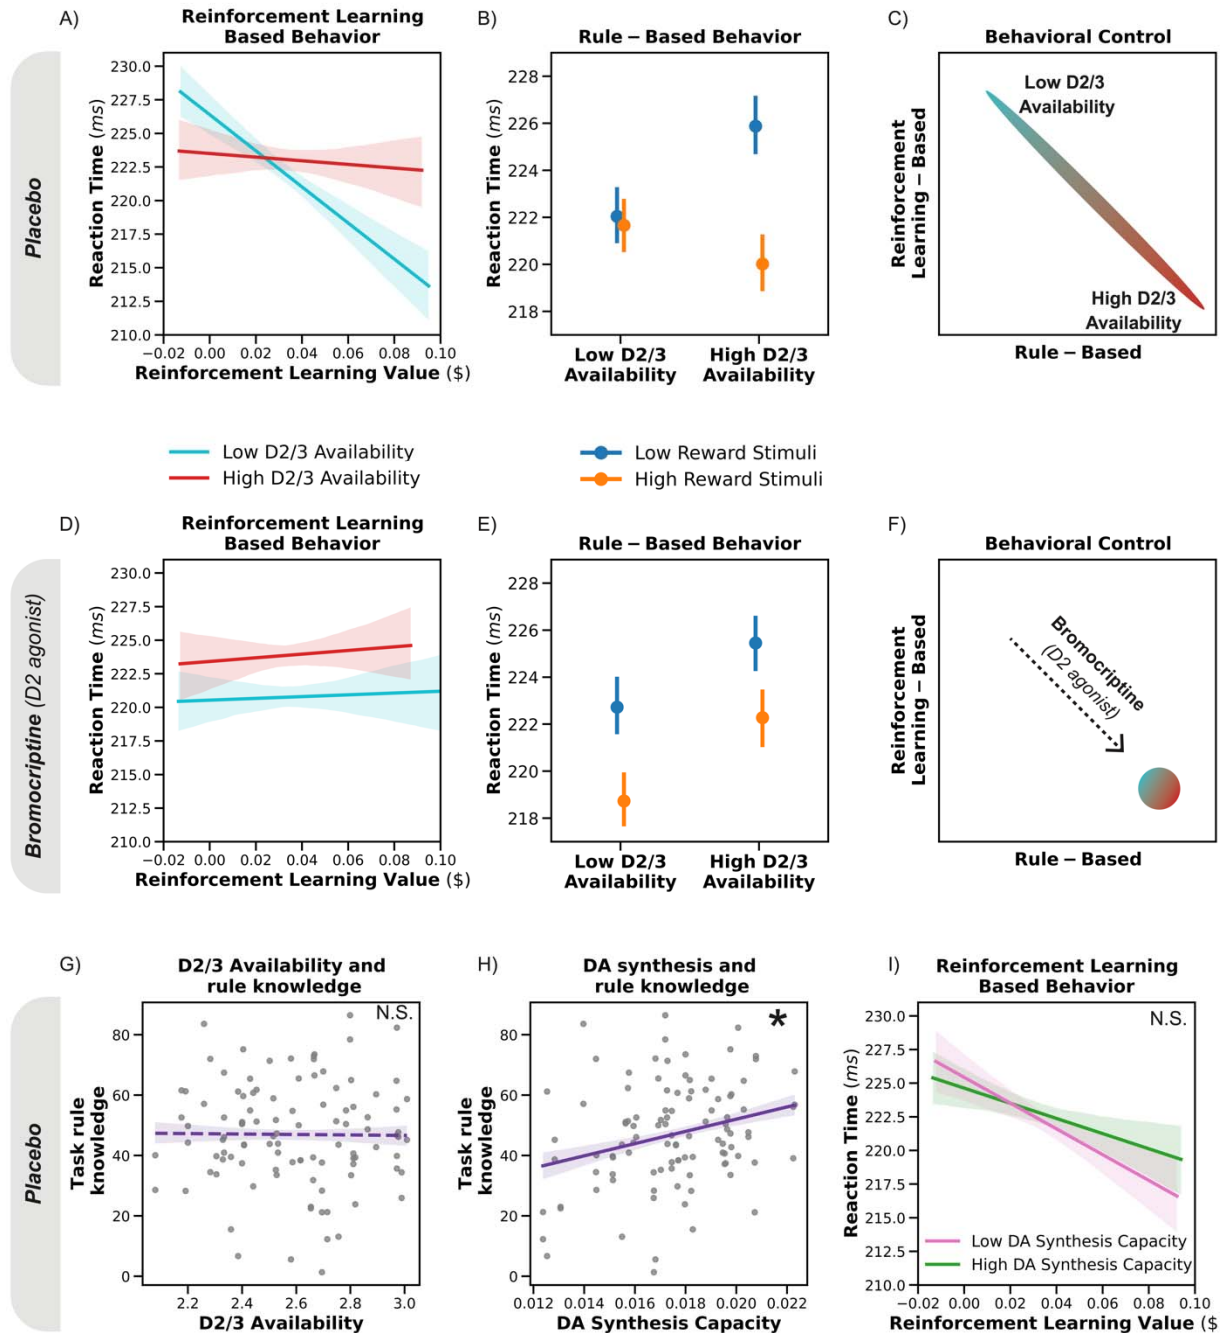 A)
Reinforcement Learning
Based Behavior
B)
Rule – Based Behavior
C)
Behavioral Control
Placebo
Reaction Time (ms)
230.0
227.5
225.0
222.5
220.0
217.5
215.0
212.5
210.0
−0.02 0.00 0.02 0.04 0.06 0.08 0.10
Reinforcement Learning Value ($)
Reaction Time (ms)
228
226
224
222
220
218
Low D2/3
Availability
High D2/3
Availability
Reinforcement
Learning – Based
Low D2/3
Availability
High D2/3
Availability
Rule – Based
Low D2/3 Availability
High D2/3 Availability
Low Reward Stimuli
High Reward Stimuli
D)
Reinforcement Learning
Based Behavior
E)
Rule – Based Behavior
F)
Behavioral Control
Bromocriptine (D2 agonist)
Reaction Time (ms)
230.0
227.5
225.0
222.5
220.0
217.5
215.0
212.5
210.0
−0.02 0.00 0.02 0.04 0.06 0.08 0.10
Reinforcement Learning Value ($)
Reaction Time (ms)
228
226
224
222
220
218
Low D2/3
Availability
High D2/3
Availability
Reinforcement
Learning – Based
Bromocriptine
(D2 agonist)
Rule – Based
G)
D2/3 Availability and
rule knowledge
H)
DA synthesis and
rule knowledge
I)
Reinforcement Learning
Based Behavior
Placebo
Task rule
knowledge
80
60
40
20
0
N.S.
2.2 2.4 2.6 2.8 3.0
D2/3 Availability
Task rule
knowledge
80
60
40
20
0
*
0.012 0.014 0.016 0.018 0.020 0.022
DA Synthesis Capacity
Reaction Time (ms)
230.0
227.5
225.0
222.5
220.0
217.5
215.0
212.5
210.0
N.S.
Low DA Synthesis Capacity
High DA Synthesis Capacity
−0.02 0.00 0.02 0.04 0.06 0.08 0.10
Reinforcement Learning Value ($